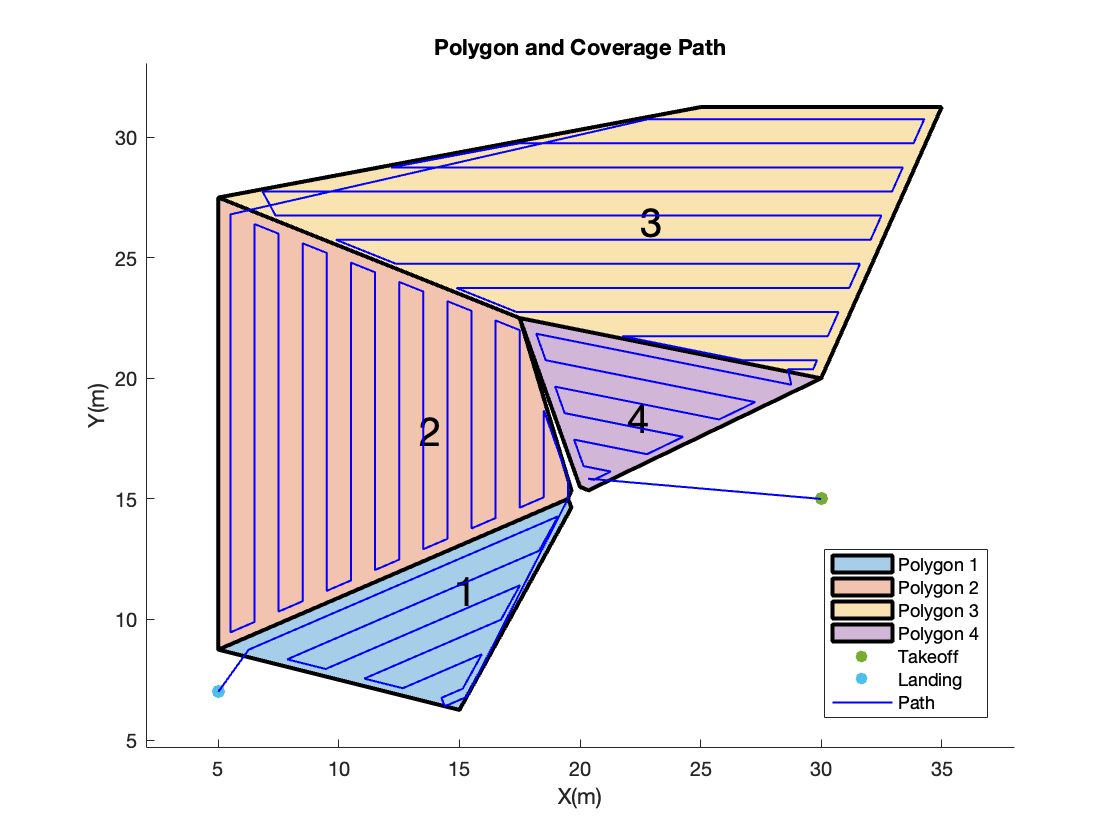 Polygon and Coverage Path
30
25
20
15
10
5
Y(m)
3
2
4
1
Polygon 1
Polygon 2
Polygon 3
Polygon 4
Takeoff
Landing
Path
5 10 15 20 25 30 35
X(m)